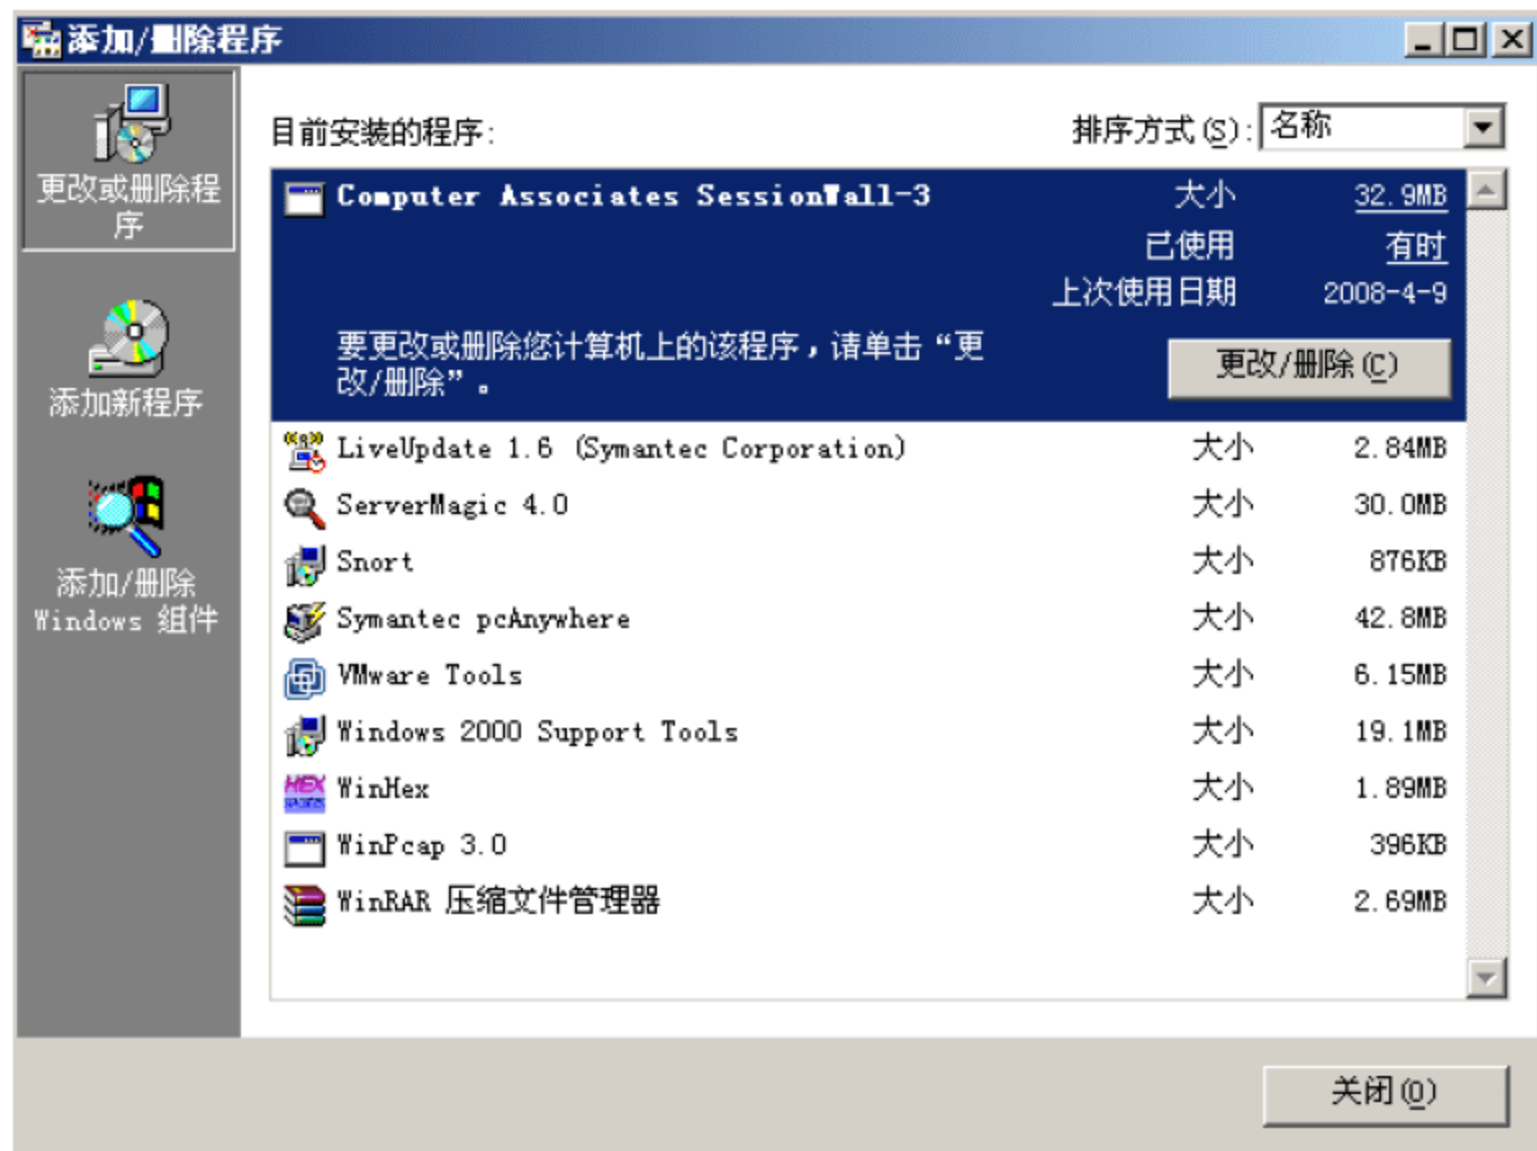 添加/删除程序
更改或删除程
序
添加新程序
添加/删除
Windows 组件
目前安装的程序:
排序方式(S): 名称
Computer Associates SessionWall-3 大小 32.9MB
已使用 有时
上次使用日期 2008-4-9
要更改或删除您计算机上的该程序，请单击“更
改/删除”。
更改/删除(C)
LiveUpdate 1.6 (Symantec Corporation) 大小 2.84MB
ServerMagic 4.0 大小 30.0MB
Snort 大小 876KB
Symantec pcAnywhere 大小 42.8MB
VMware Tools 大小 6.15MB
Windows 2000 Support Tools 大小 19.1MB
WinHex 大小 1.89MB
WinPcap 3.0 大小 396KB
WinRAR 压缩文件管理器 大小 2.69MB
关闭(O)